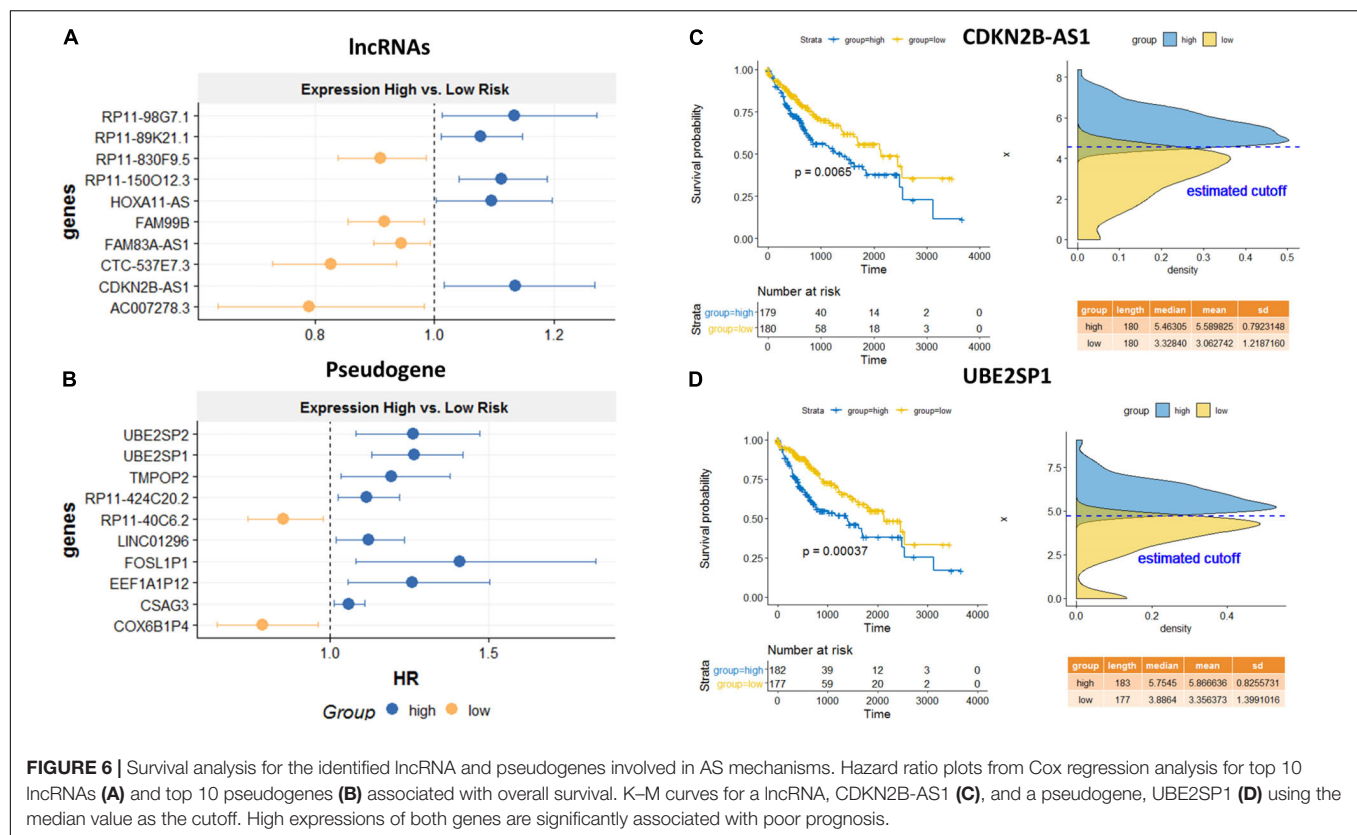 A
lncRNAs
Expression High vs. Low Risk
genes
RP11-98G7.1
RP11-89K21.1
RP11-830F9.5
RP11-150O12.3
HOXA11-AS
FAM99B
FAM83A-AS1
CTC-537E7.3
CDKN2B-AS1
AC007278.3
0.8 1.0 1.2
B
Pseudogene
Expression High vs. Low Risk
genes
UBE2SP2
UBE2SP1
TMPOP2
RP11-424C20.2
RP11-40C6.2
LINC01296
FOSL1P1
EEF1A1P12
CSAG3
COX6B1P4
1.0 1.5
HR
Group high low
C
CDKN2B-AS1
Strata group=high group=low
Survival probability
1.00
0.75
0.50
0.25
0.00
p = 0.0065
0 1000 2000 3000 4000
Time
Number at risk
Strata
group=high 179 40 14 2 0
group=low 180 58 18 3 0
0 1000 2000 3000 4000
Time
group high low
x
8
6
4
2
0
estimated cutoff
0.0 0.1 0.2 0.3 0.4 0.5
density
group length median mean sd
high 180 5.46305 5.589825 0.7923148
low 180 3.32840 3.062742 1.2187160
D
UBE2SP1
Strata group=high group=low
Survival probability
1.00
0.75
0.50
0.25
0.00
p = 0.00037
0 1000 2000 3000 4000
Time
Number at risk
Strata
group=high 182 39 12 3 0
group=low 177 59 20 2 0
0 1000 2000 3000 4000
Time
group high low
x
7.5
5.0
2.5
0.0
estimated cutoff
0.0 0.2 0.4
density
group length median mean sd
high 183 5.7545 5.866636 0.8255731
low 177 3.8864 3.356373 1.3991016
FIGURE 6 | Survival analysis for the identified lncRNA and pseudogenes involved in AS mechanisms. Hazard ratio plots from Cox regression analysis for top 10
lncRNAs (A) and top 10 pseudogenes (B) associated with overall survival. K–M curves for a lncRNA, CDKN2B-AS1 (C), and a pseudogene, UBE2SP1 (D) using the
median value as the cutoff. High expressions of both genes are significantly associated with poor prognosis.